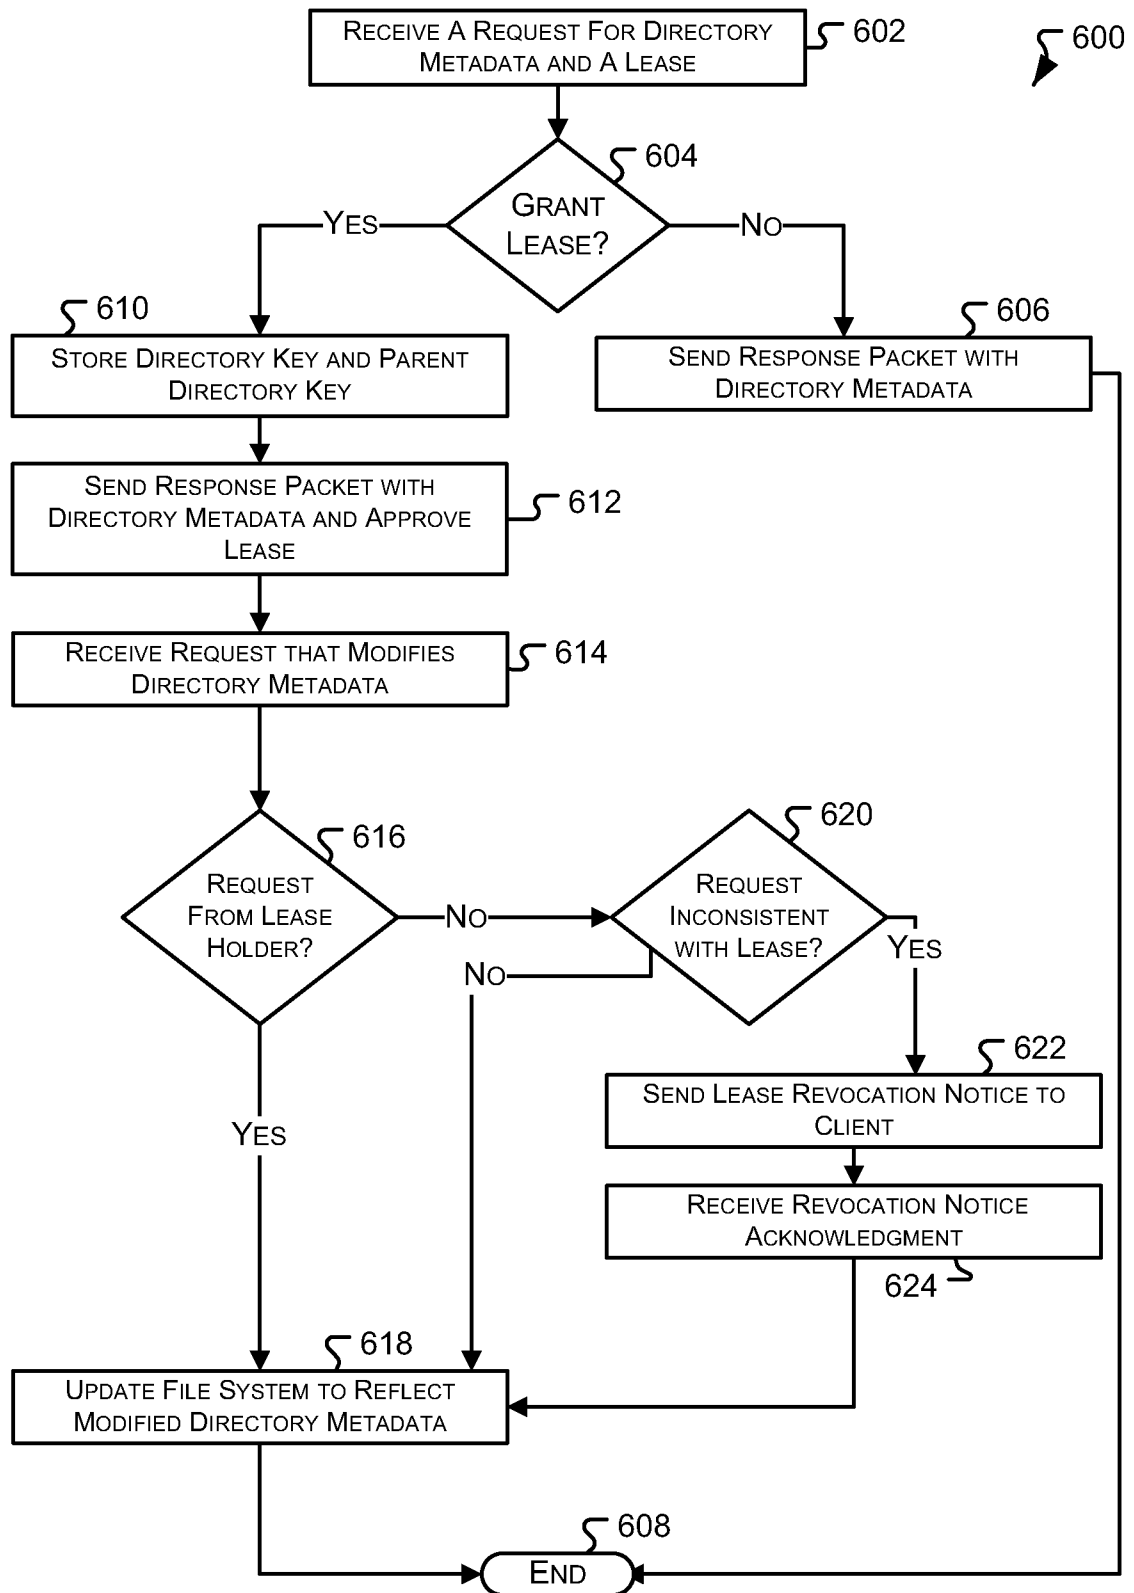 RECEIVE A REQUEST FOR DIRECTORY
METADATA AND A LEASE
602
600
604
GRANT
LEASE?
YES
NO
610
606
STORE DIRECTORY KEY AND PARENT
DIRECTORY KEY
SEND RESPONSE PACKET WITH
DIRECTORY METADATA
SEND RESPONSE PACKET WITH
DIRECTORY METADATA AND APPROVE
LEASE
612
RECEIVE REQUEST THAT MODIFIES
DIRECTORY METADATA
614
616
620
REQUEST
FROM LEASE
HOLDER?
NO
REQUEST
INCONSISTENT
WITH LEASE?
YES
NO
622
SEND LEASE REVOCATION NOTICE TO
CLIENT
YES
RECEIVE REVOCATION NOTICE
ACKNOWLEDGMENT
624
618
UPDATE FILE SYSTEM TO REFLECT
MODIFIED DIRECTORY METADATA
608
END